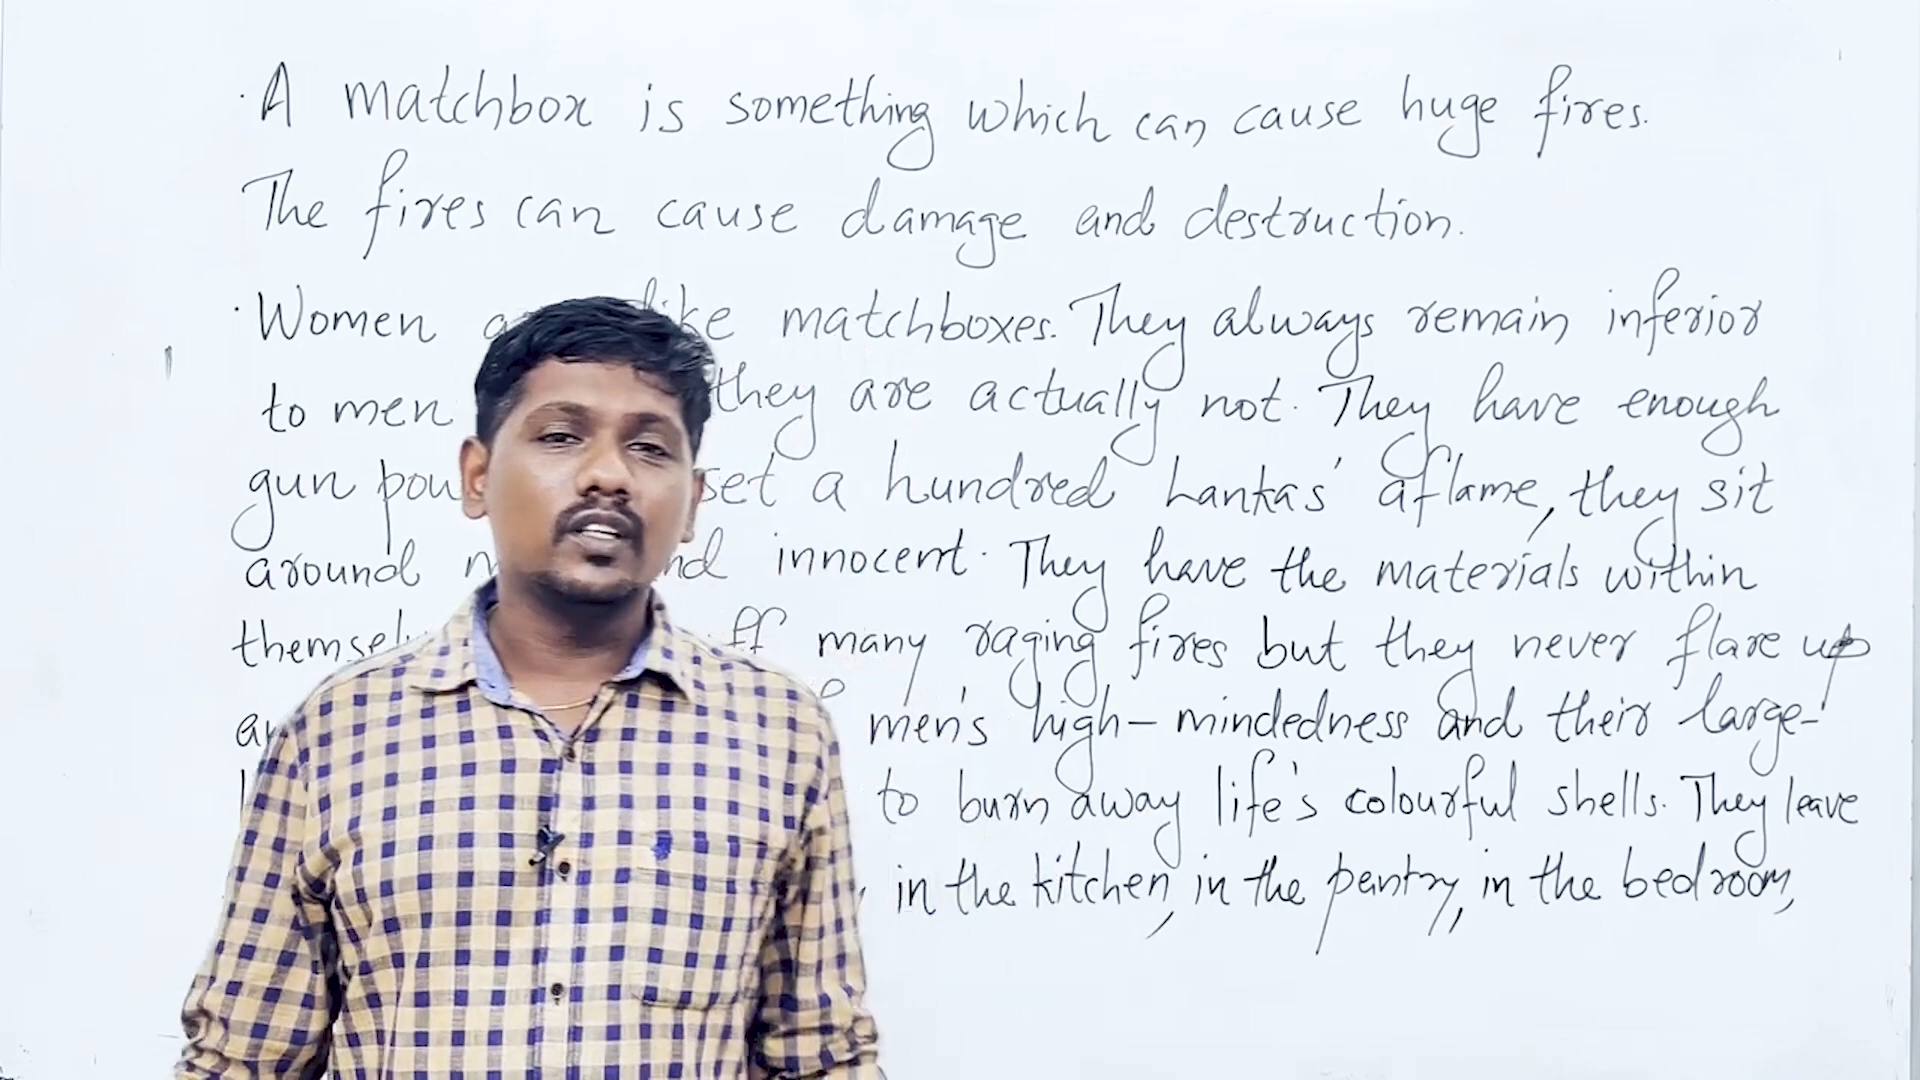 A matchbox is something which can cause huge fires.
The fires can cause damage and destruction.
Women like matchboxes. They always remain inferior
to men they are actually not. They have enough
gun set a hundred Lankas' aflame, they sit
around innocent. They have the materials within
many raging fires but they never flare up
men's high-mindedness and their large-
to burn away life's colourful shells. They leave
in the kitchen, in the pantry, in the bedroom,